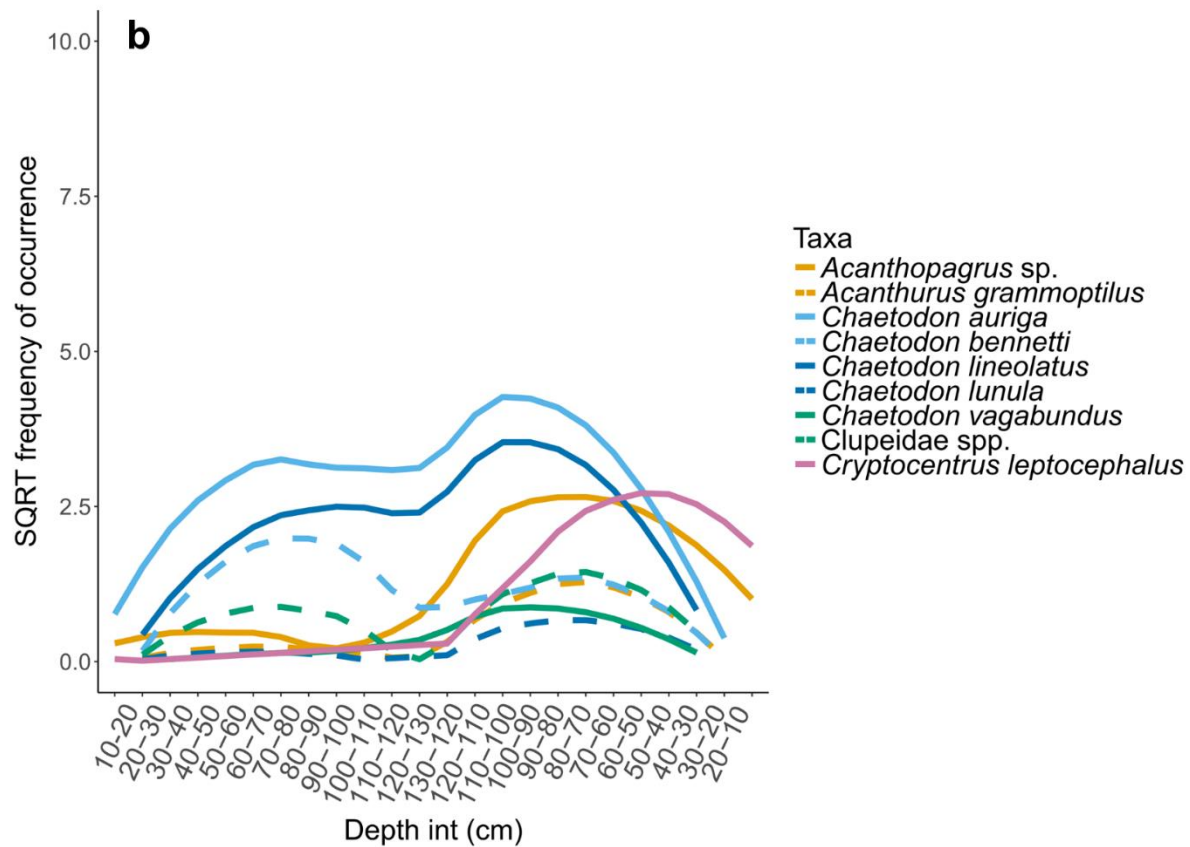 b
10.0
7.5
5.0
2.5
0.0
SQRT frequency of occurrence
10−20
20−30
30−40
40−50
50−60
60−70
70−80
80−90
90−100
100−110
110−120
120−130
130−120
120−110
110−100
100−90
90−80
80−70
70−60
60−50
50−40
40−30
30−20
20−10
Depth int (cm)
Taxa
Acanthopagrus sp.
Acanthurus grammoptilus
Chaetodon auriga
Chaetodon bennetti
Chaetodon lineolatus
Chaetodon lunula
Chaetodon vagabundus
Clupeidae spp.
Cryptocentrus leptocephalus